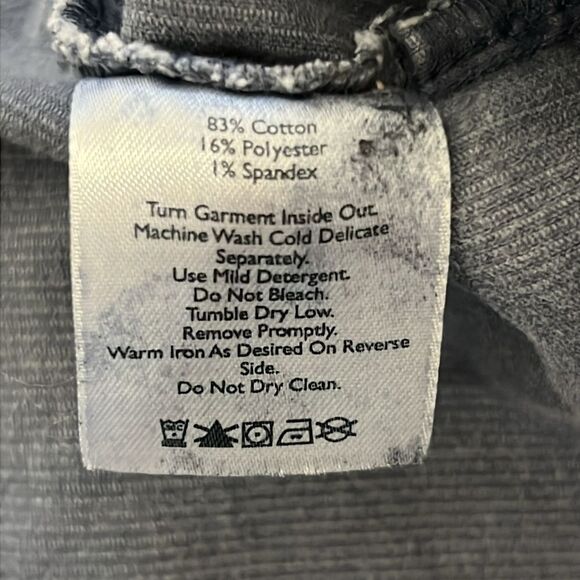 83% Cotton
16% Polyester
1% Spandex
Turn Garment Inside Out.
Machine Wash Cold Delicate
Separately.
Use Mild Detergent.
Do Not Bleach.
Tumble Dry Low.
Remove Promptly.
Warm Iron As Desired On Reverse
Side.
Do Not Dry Clean.